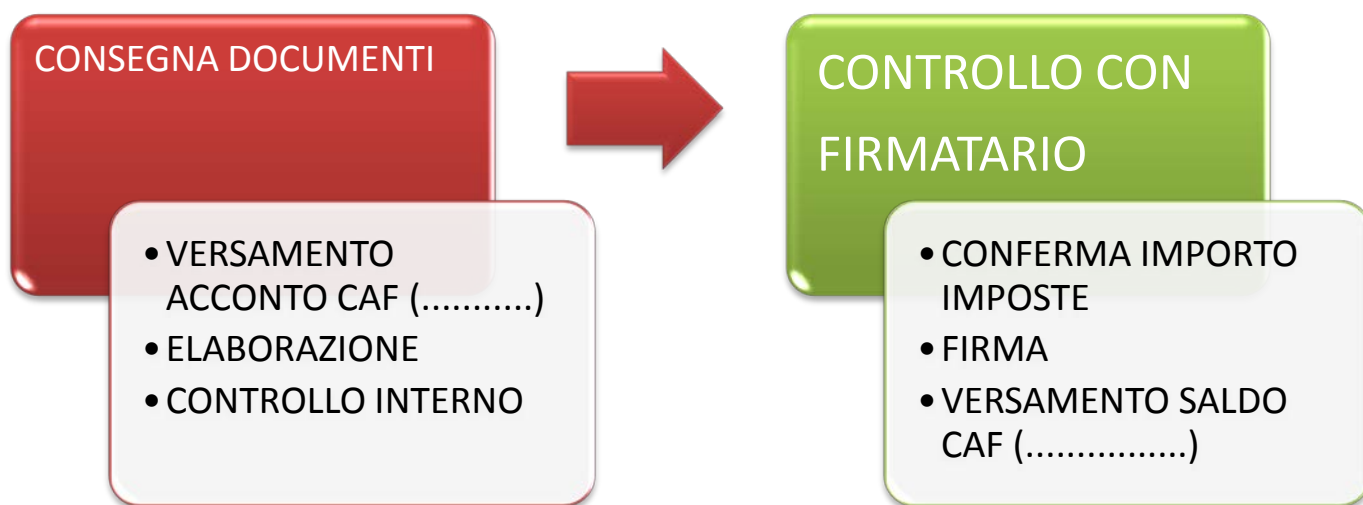 CONSEGNA DOCUMENTI
•VERSAMENTO
ACCONTO CAF (...........)
•ELABORAZIONE
•CONTROLLO INTERNO
CONTROLLO CON
FIRMATARIO
•CONFERMA IMPORTO
IMPOSTE
•FIRMA
•VERSAMENTO SALDO
CAF (................)